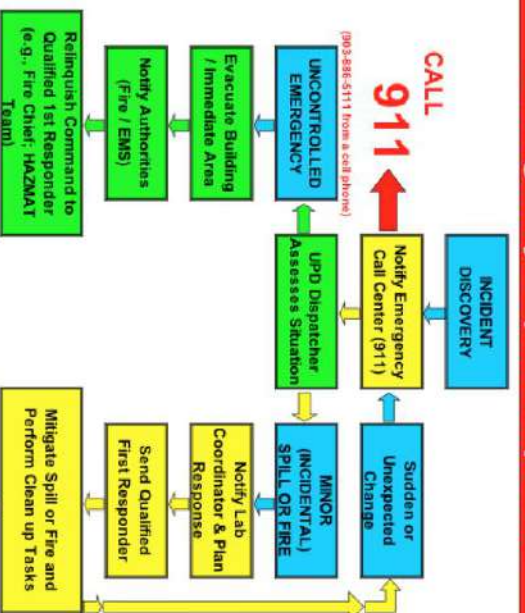 INCIDENT
DISCOVERY
CALL
911
(903-886-5111 from a cell phone)
Notify Emergency
Call Center (911)
Sudden or
Unexpected
Change
UNCONTROLLED
EMERGENCY
UPD Dispatcher
Assesses Situation
MINOR
(INCIDENTAL)
SPILL OR FIRE
Evacuate Building
/ Immediate Area
Notify Lab
Coordinator & Plan
Response
Notify Authorities
(Fire / EMS)
Send Qualified
First Responder
Relinquish Command to
Qualified 1st Responder
(e.g., Fire Chief; HAZMAT
Team)
Mitigate Spill or Fire and
Perform Clean up Tasks